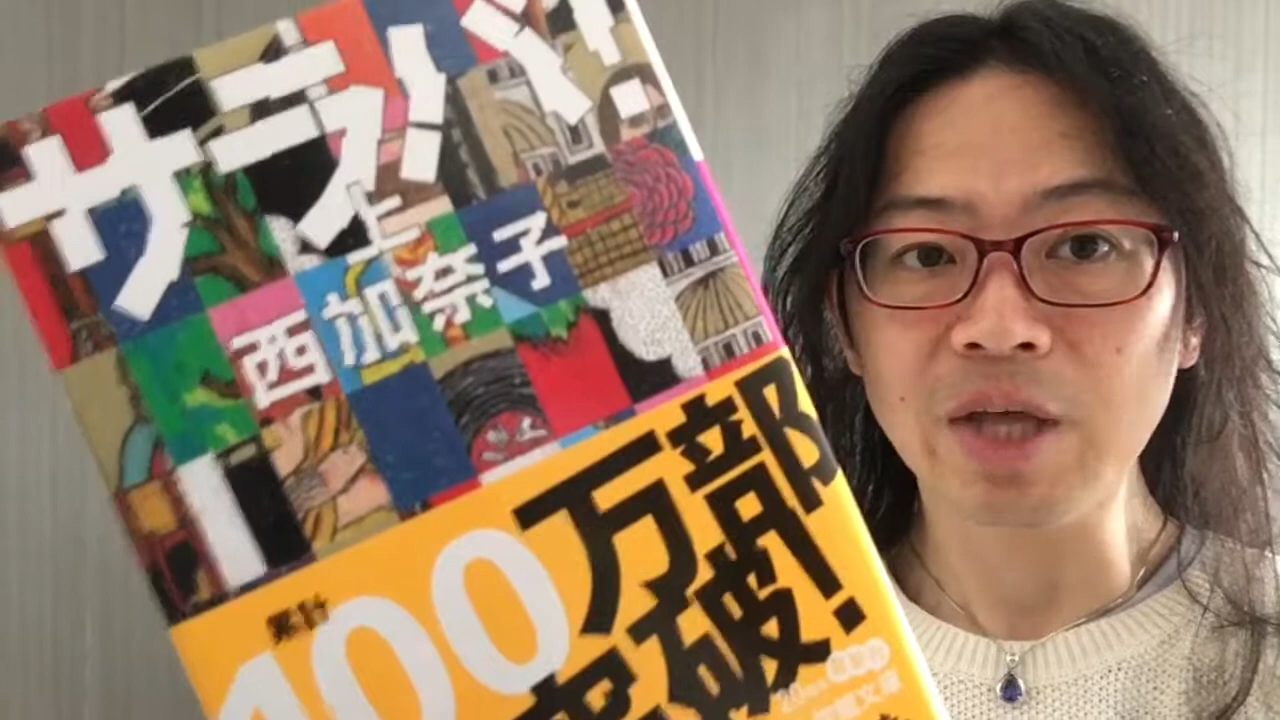 サラバ!
上
西加奈子
累計
100万部
突破!